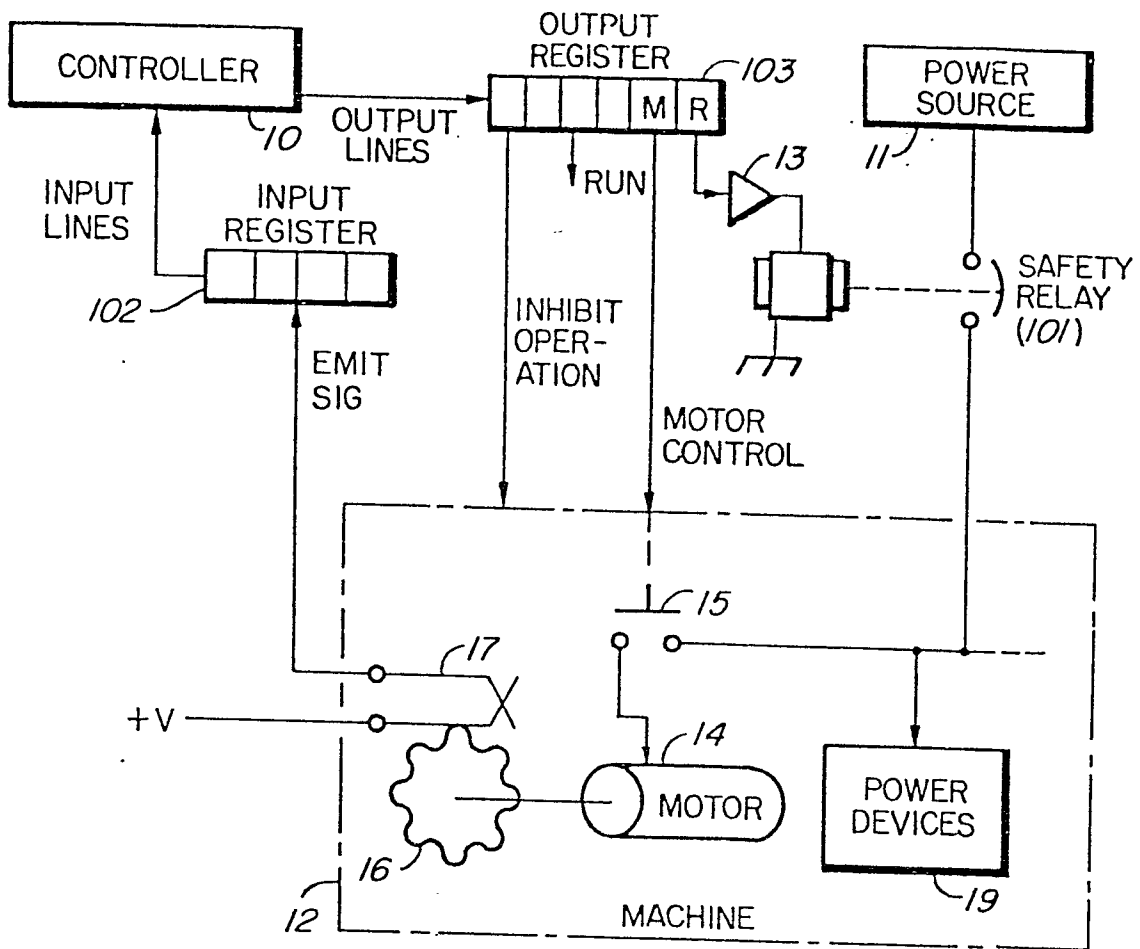 CONTROLLER
10
OUTPUT
REGISTER
103
M R
POWER
SOURCE
11
OUTPUT
LINES
INPUT
LINES
INPUT
REGISTER
102
RUN
13
SAFETY
RELAY
(101)
INHIBIT
OPER-
ATION
EMIT
SIG
MOTOR
CONTROL
15
17
+V
14
MOTOR
16
POWER
DEVICES
19
12
MACHINE